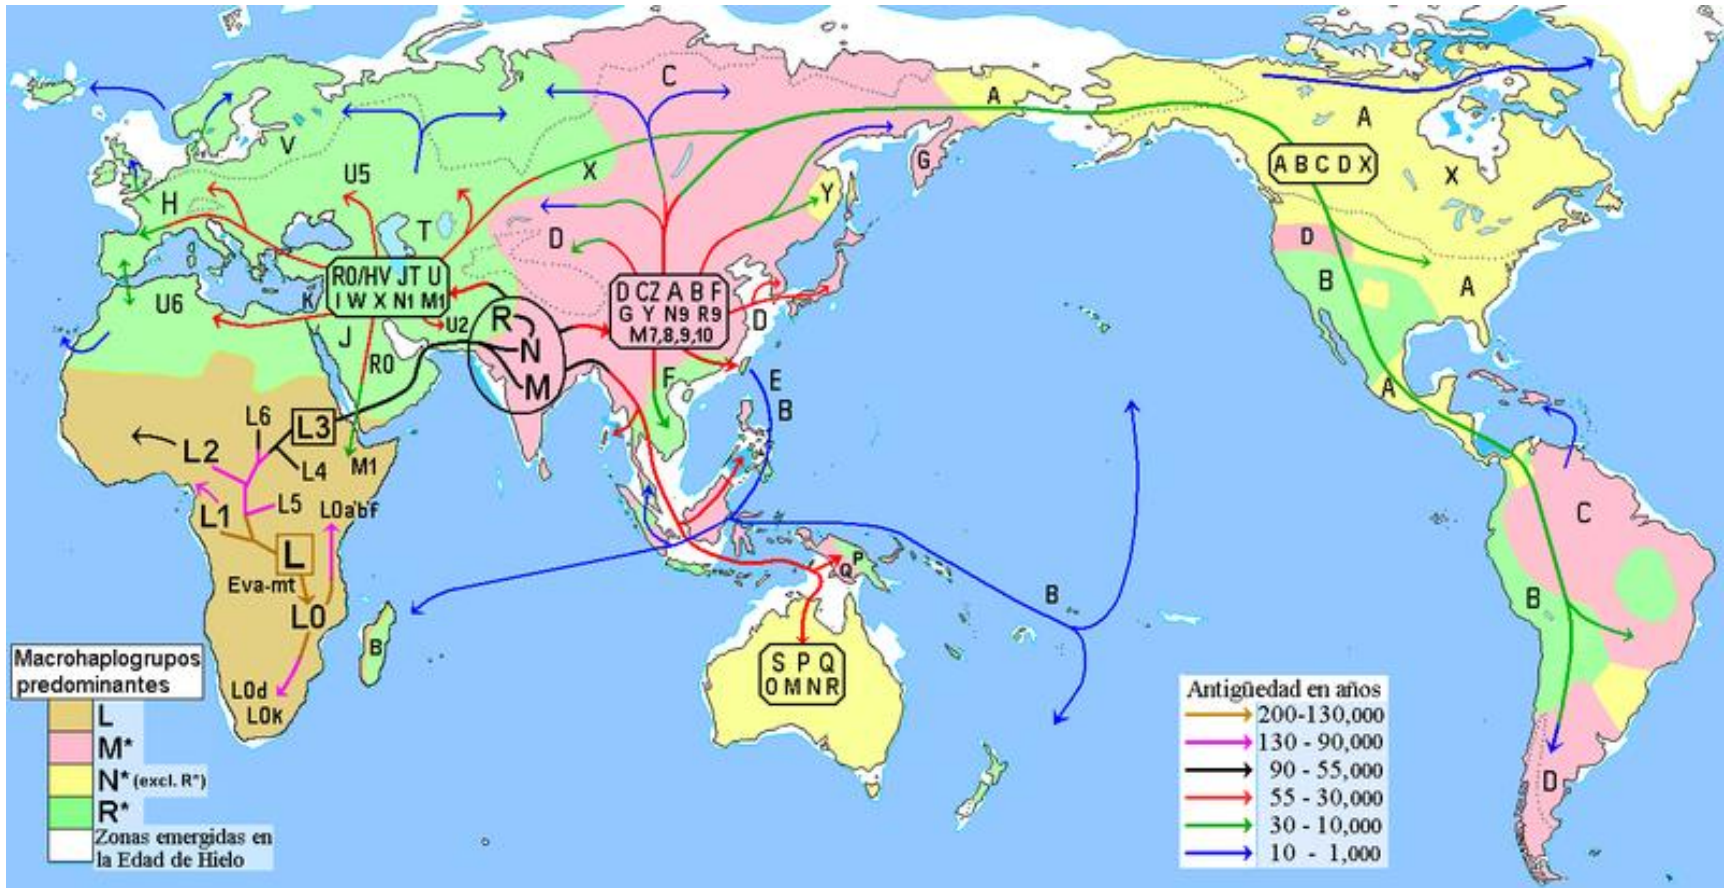 C
A
A
V
X
G
A B C D X
X
H
U5
Y
T
D
D
B
A
R0/HV JT U
I W X N1 M1
D CZ A B F
G Y N9 R9
M7,8,9,10
K
U6
J
U2
R
N
M
D
R0
F
E
B
A
L6
L3
L2
L4
M1
L5
L0a'b'f
L1
C
L
Eva-mt
L0
P
Q
B
B
B
S P Q
O M N R
L0d
L0k
D
Macrohaplogrupos
predominantes
L
M*
N* (excl. R*)
R*
Zonas emergidas en
la Edad de Hielo
Antigüedad en años
200-130,000
130 - 90,000
90 - 55,000
55 - 30,000
30 - 10,000
10 - 1,000